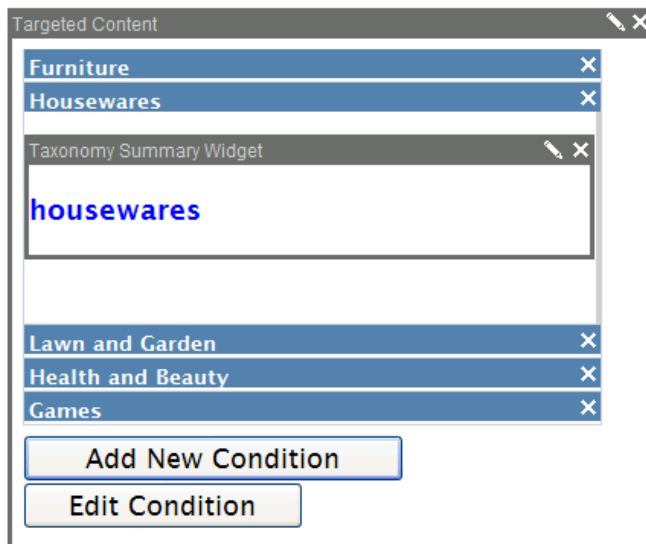 Targeted Content
Furniture
Housewares
Taxonomy Summary Widget
housewares
Lawn and Garden
Health and Beauty
Games
Add New Condition
Edit Condition